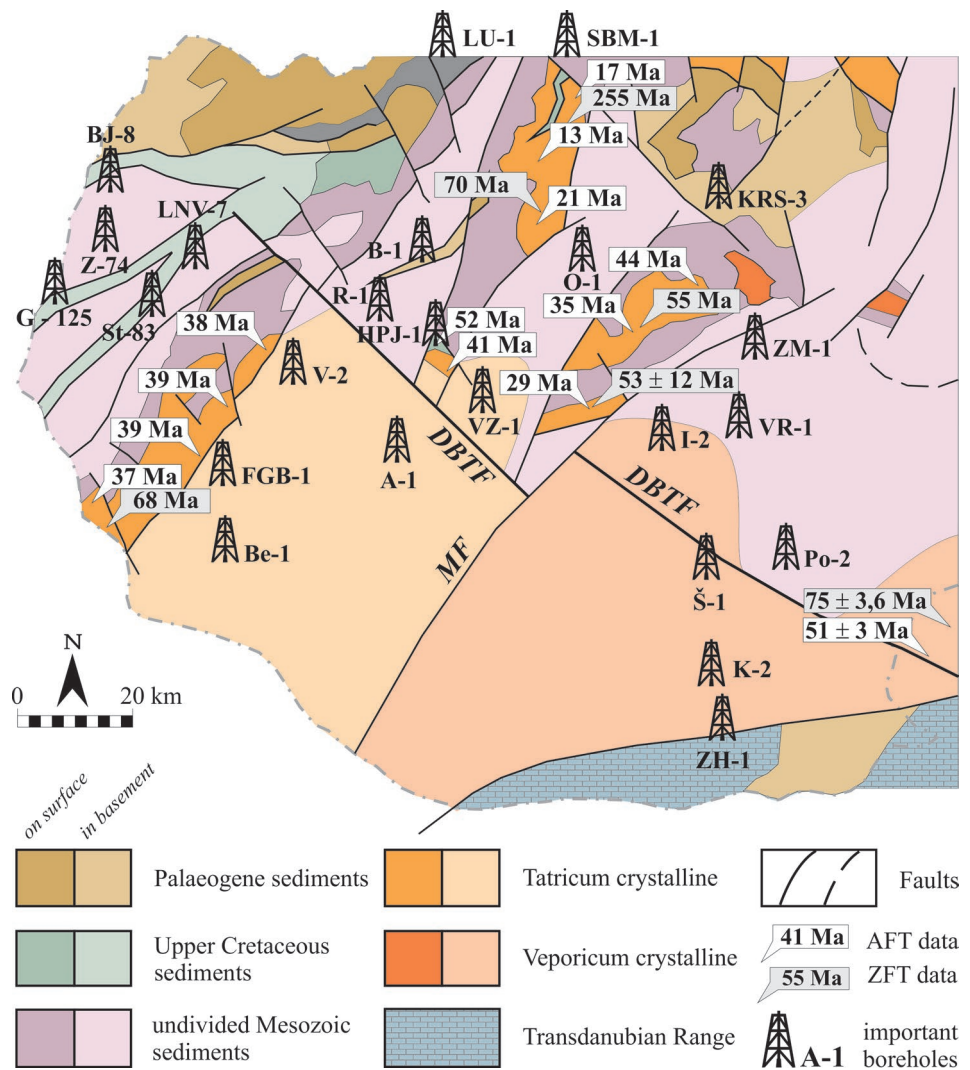 LU-1
SBM-1
17 Ma
255 Ma
13 Ma
BJ-8
70 Ma
21 Ma
KRS-3
LNV-7
Z-74
B-1
O-1
44 Ma
G - 125
St-83
R-1
HPJ-1
35 Ma
55 Ma
38 Ma
52 Ma
41 Ma
ZM-1
V-2
39 Ma
29 Ma
53 ± 12 Ma
VZ-1
VR-1
I-2
39 Ma
A-1
DBTF
FGB-1
37 Ma
68 Ma
DBTF
MF
Be-1
Po-2
Š-1
75 ± 3,6 Ma
51 ± 3 Ma
K-2
N
0 20 km
ZH-1
on surface
in basement
Palaeogene sediments
Tatricum crystalline
Faults
Upper Cretaceous
sediments
Veporicum crystalline
41 Ma AFT data
55 Ma ZFT data
undivided Mesozoic
sediments
Transdanubian Range
A-1
important
boreholes